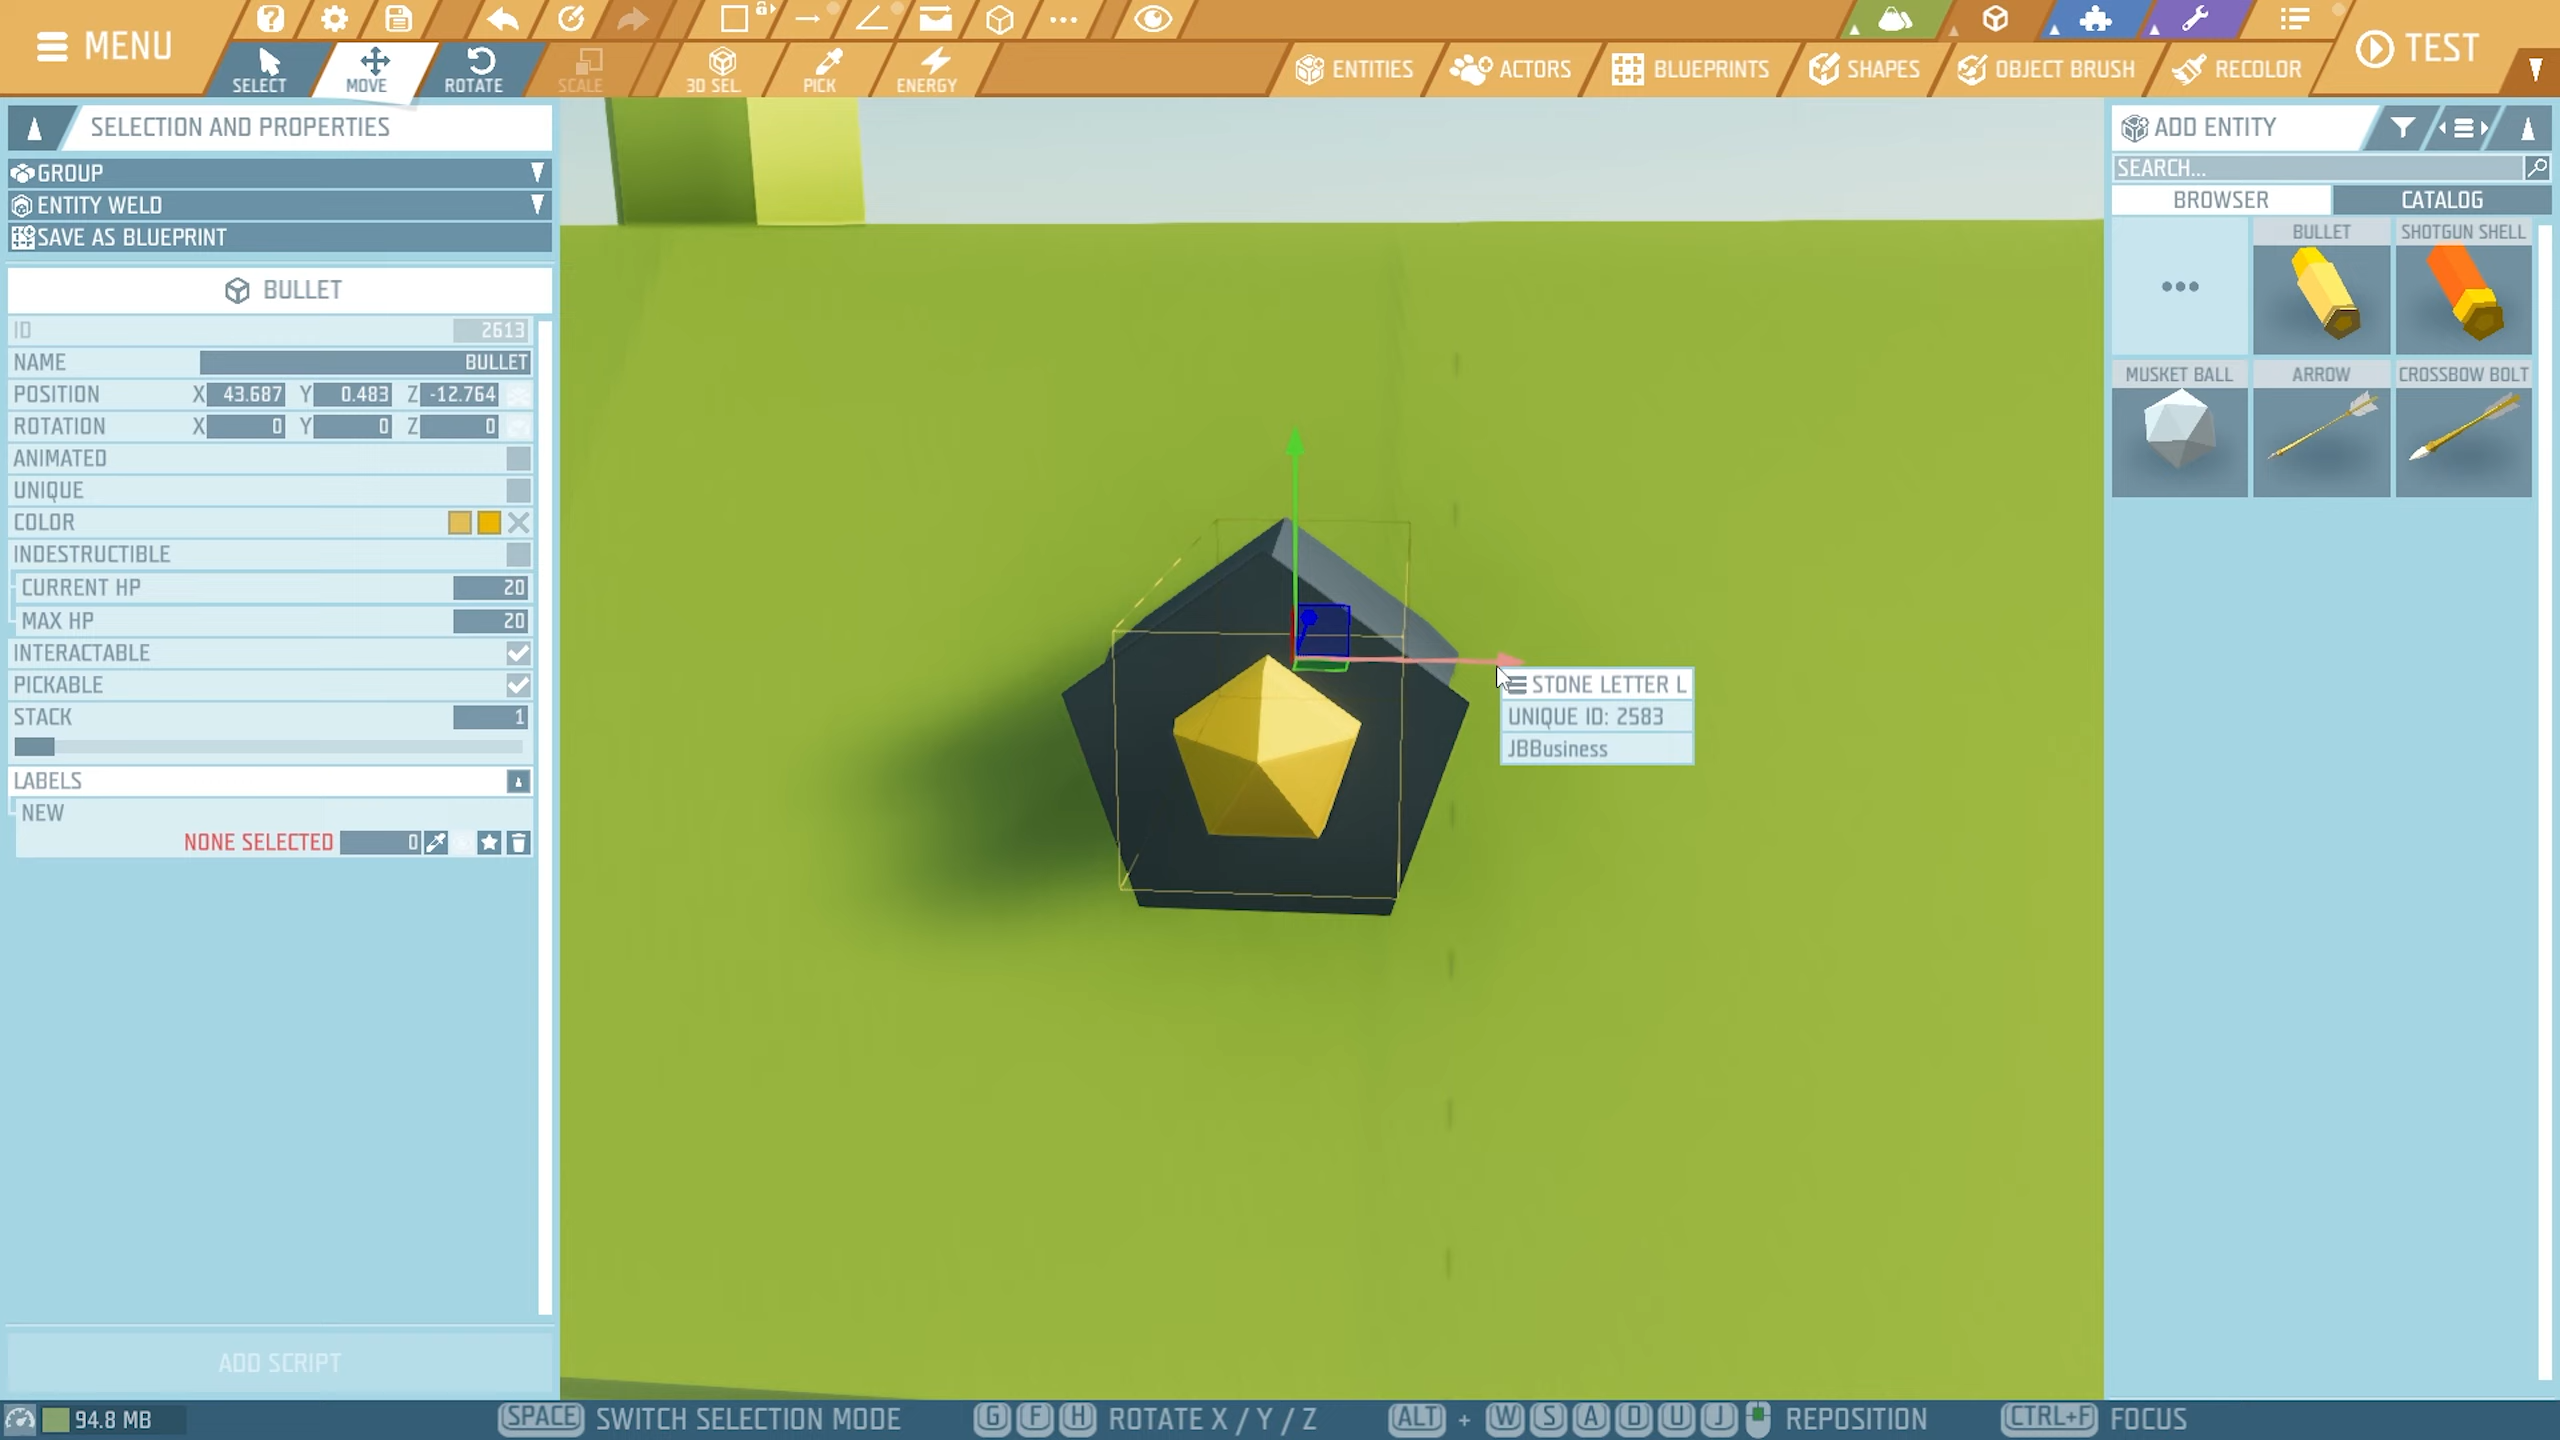 MENU
SELECT
MOVE
ROTATE
SCALE
3D SEL.
PICK
ENERGY
ENTITIES
ACTORS
BLUEPRINTS
SHAPES
OBJECT BRUSH
RECOLOR
TEST
SELECTION AND PROPERTIES
GROUP
ENTITY WELD
SAVE AS BLUEPRINT
BULLET
ID 2613
NAME BULLET
POSITION X 43.687 Y 0.483 Z -12.764
ROTATION X 0 Y 0 Z 0
ANIMATED
UNIQUE
COLOR
INDESTRUCTIBLE
CURRENT HP 20
MAX HP 20
INTERACTABLE
PICKABLE
STACK 1
LABELS
NEW
NONE SELECTED 0
ADD SCRIPT
STONE LETTER L
UNIQUE ID: 2583
JBBusiness
ADD ENTITY
SEARCH...
BROWSER CATALOG
BULLET SHOTGUN SHELL
MUSKET BALL ARROW CROSSBOW BOLT
94.8 MB
SPACE SWITCH SELECTION MODE
G F H ROTATE X / Y / Z
ALT + W S A D U J REPOSITION
CTRL+F FOCUS